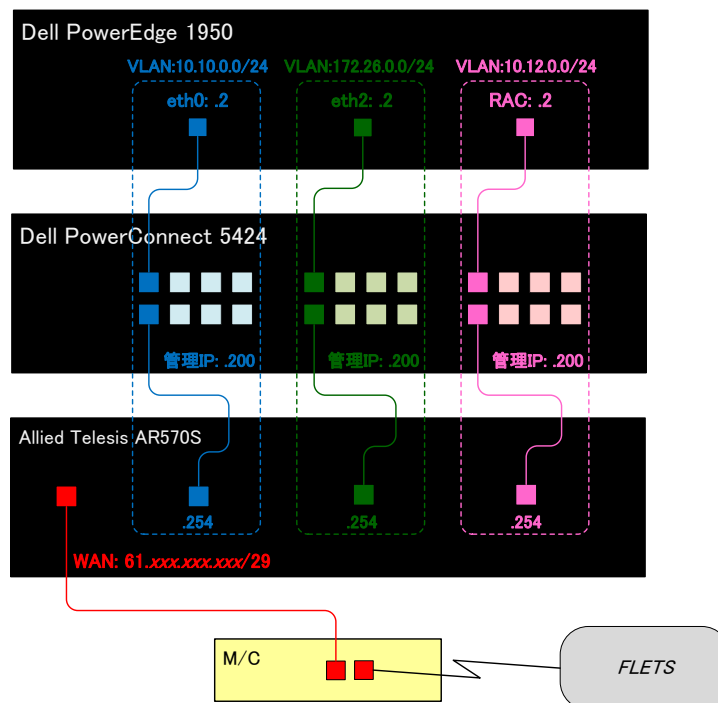 Dell PowerEdge 1950
VLAN:10.10.0.0/24
VLAN:172.26.0.0/24
VLAN:10.12.0.0/24
eth0: .2
eth2: .2
RAC: .2
Dell PowerConnect 5424
管理IP: .200
管理IP: .200
管理IP: .200
Allied Telesis AR570S
.254
.254
.254
WAN: 61.xxx.xxx.xxx/29
M/C
FLETS